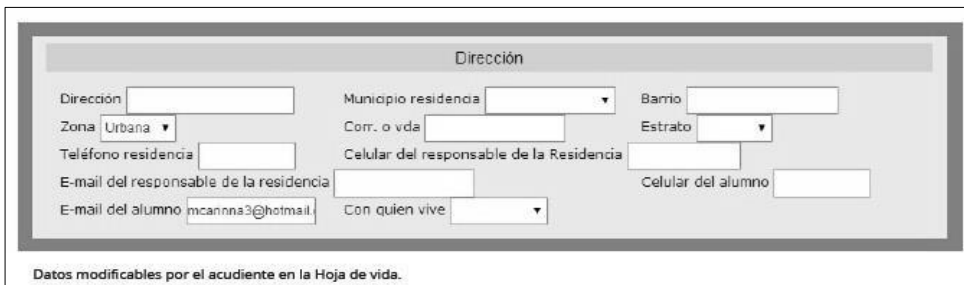 Dirección
Dirección Municipio residencia Barrio
Zona Urbana Corr. o vda Estrato
Teléfono residencia Celular del responsable de la Residencia
E-mail del responsable de la residencia Celular del alumno
E-mail del alumno mcannna3@hotmail. Con quien vive
Datos modificables por el acudiente en la Hoja de vida.